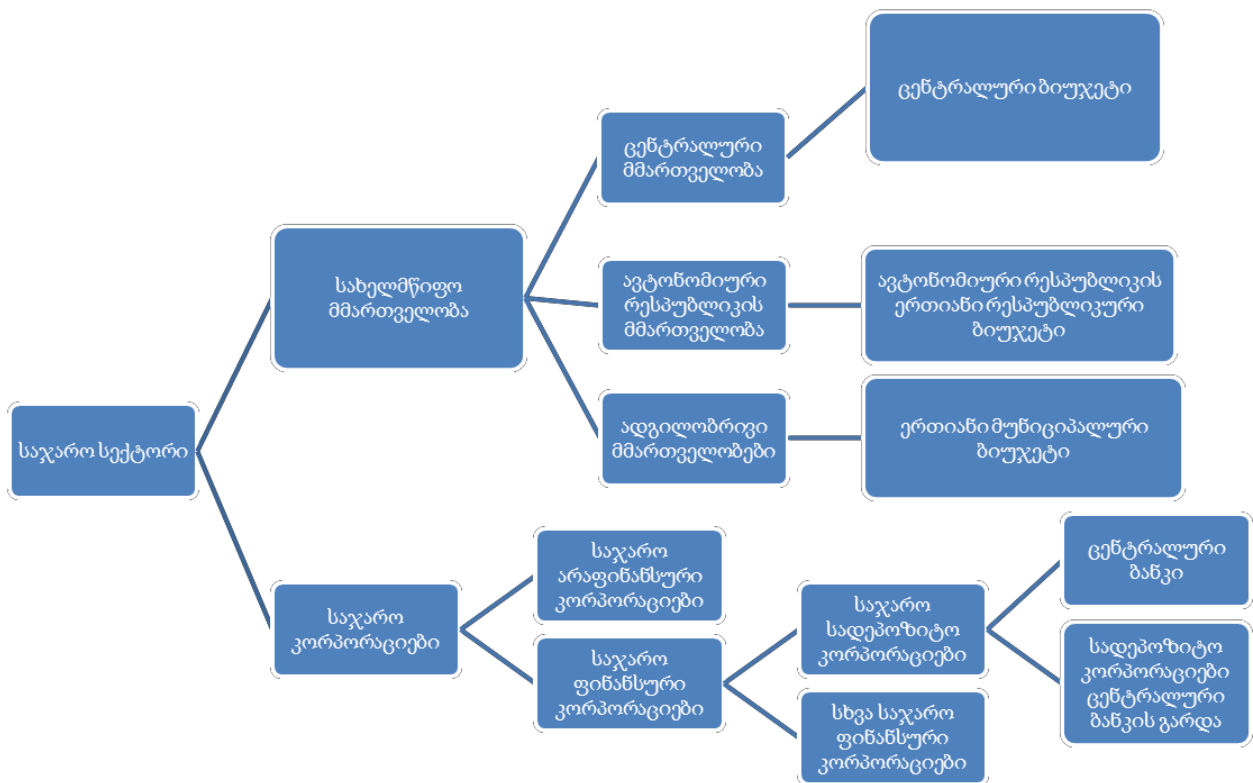 საჯარო სექტორი
სახელმწიფო
მმართველობა
ცენტრალური
მმართველობა
ცენტრალური ბიუჯეტი
ავტონომიური
რესპუბლიკის
მმართველობა
ავტონომიური რესპუბლიკის
ერთიანი რესპუბლიკური
ბიუჯეტი
ადგილობრივი
მმართველობები
ერთიანი მუნიციპალური
ბიუჯეტი
საჯარო
კორპორაციები
საჯარო
არაფინანსური
კორპორაციები
საჯარო
ფინანსური
კორპორაციები
საჯარო
სადეპოზიტო
კორპორაციები
ცენტრალური
ბანკი
სადეპოზიტო
კორპორაციები
ცენტრალური
ბანკის გარდა
სხვა საჯარო
ფინანსური
კორპორაციები